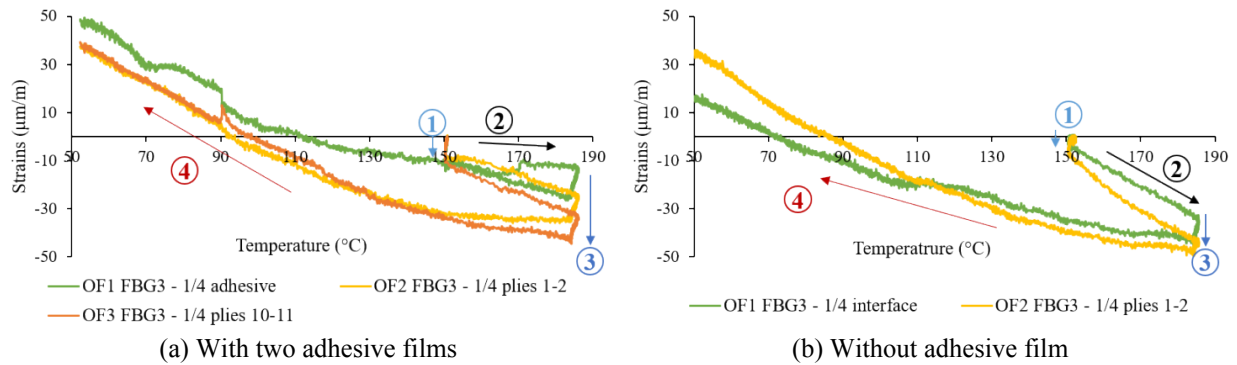 50
30
10
-10
-30
-50
Strains (µm/m)
50 70 90 110 130 150 170 190
1
2
3
4
Temperature (°C)
OF1 FBG3 - 1/4 adhesive
OF2 FBG3 - 1/4 plies 1-2
OF3 FBG3 - 1/4 plies 10-11
(a) With two adhesive films
50
30
10
-10
-30
-50
Strains (µm/m)
50 70 90 110 130 150 170 190
1
2
3
4
Temperatrure (°C)
OF1 FBG3 - 1/4 interface
OF2 FBG3 - 1/4 plies 1-2
(b) Without adhesive film